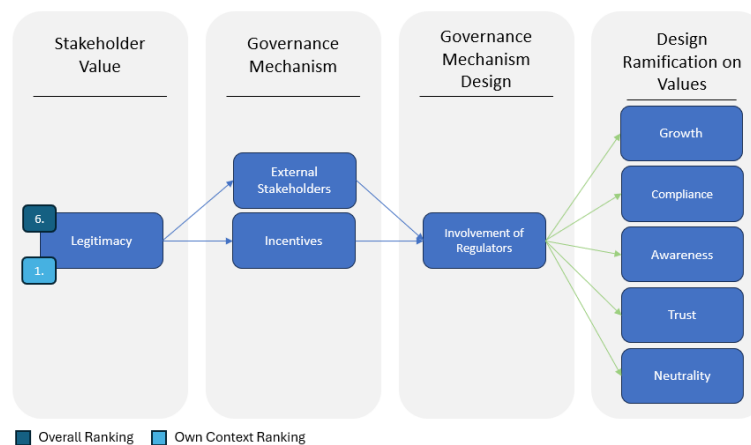 Stakeholder
Value
Governance
Mechanism
Governance
Mechanism
Design
Design
Ramification on
Values
6.
Legitimacy
1.
External
Stakeholders
Incentives
Involvement of
Regulators
Growth
Compliance
Awareness
Trust
Neutrality
Overall Ranking
Own Context Ranking